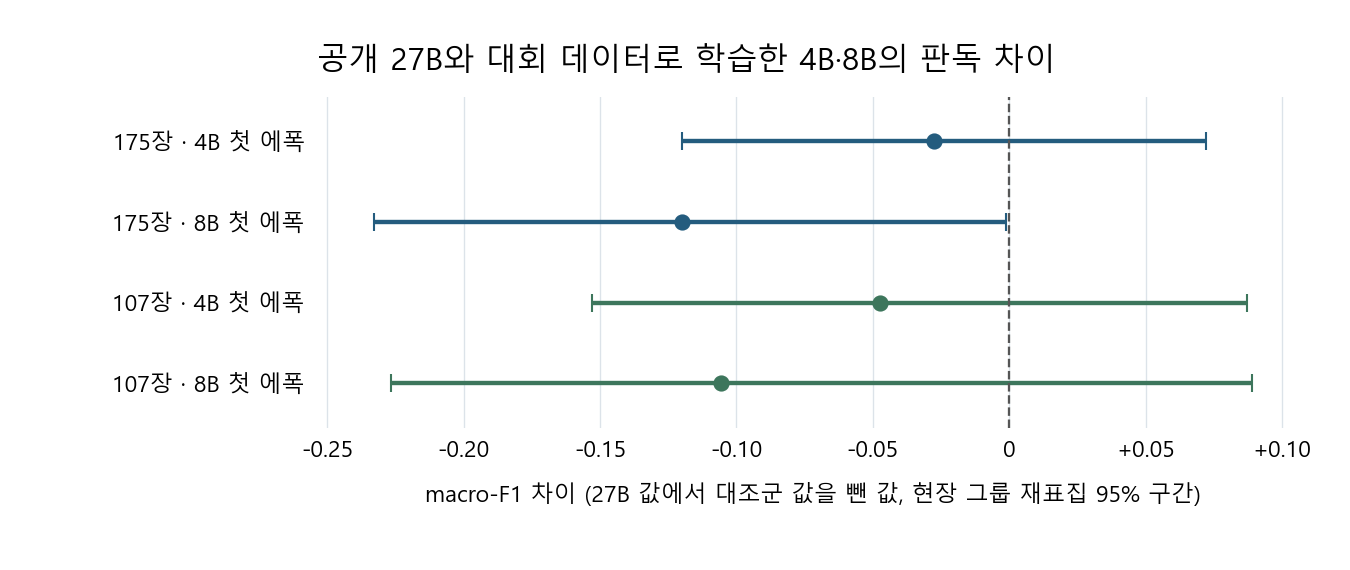 공개 27B와 대회 데이터로 학습한 4B·8B의 판독 차이
175장 · 4B 첫 에폭
175장 · 8B 첫 에폭
107장 · 4B 첫 에폭
107장 · 8B 첫 에폭
-0.25 -0.20 -0.15 -0.10 -0.05 0 +0.05 +0.10
macro-F1 차이 (27B 값에서 대조군 값을 뺀 값, 현장 그룹 재표집 95% 구간)